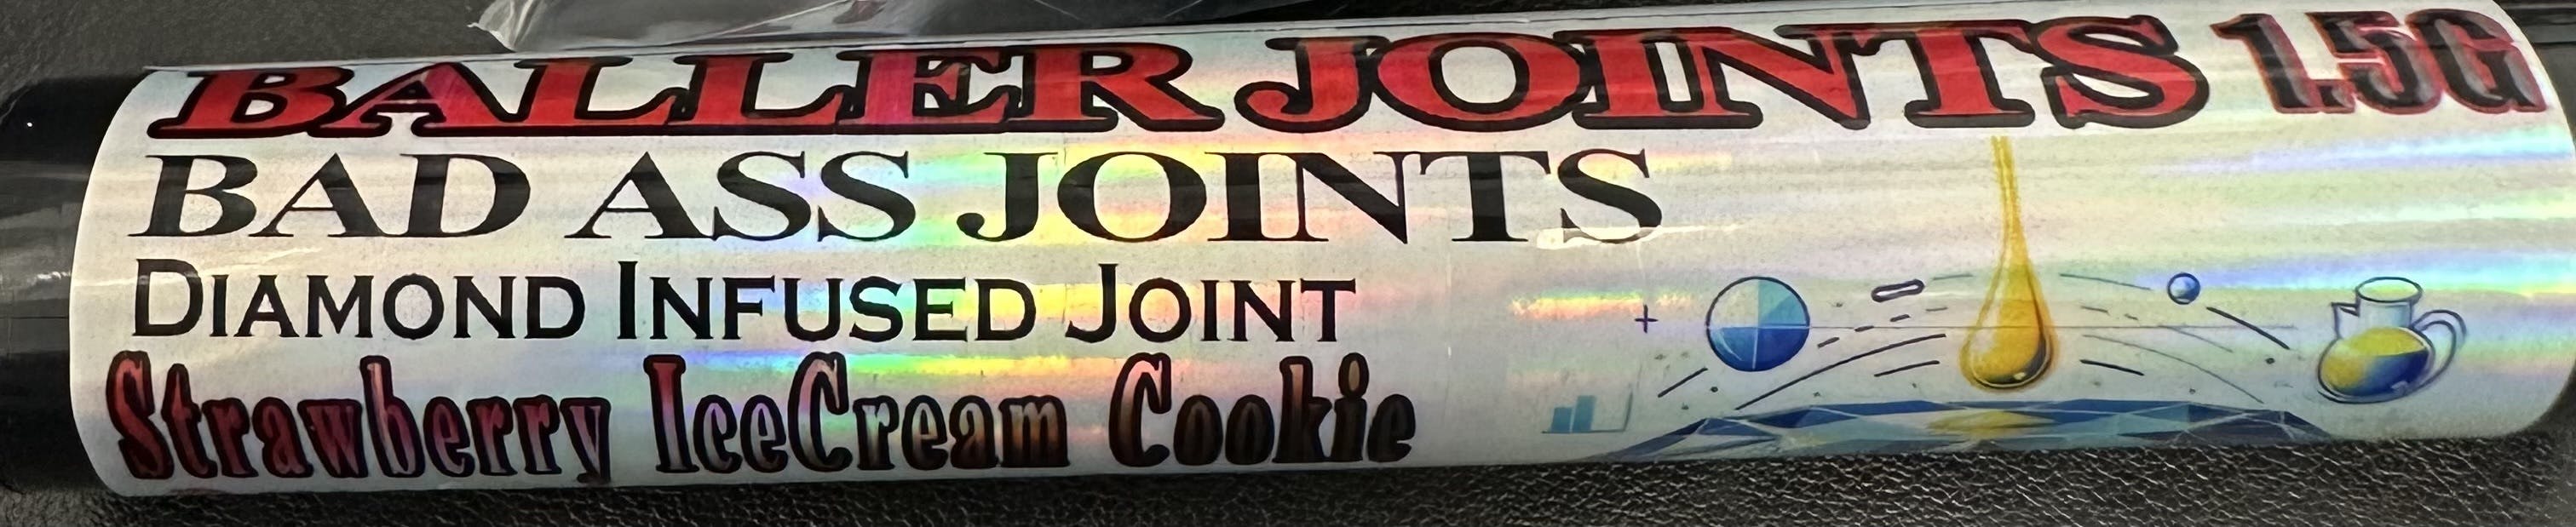 BALLER JOINTS 1.5G
BAD ASS JOINTS
DIAMOND INFUSED JOINT
Strawberry IceCream Cookie